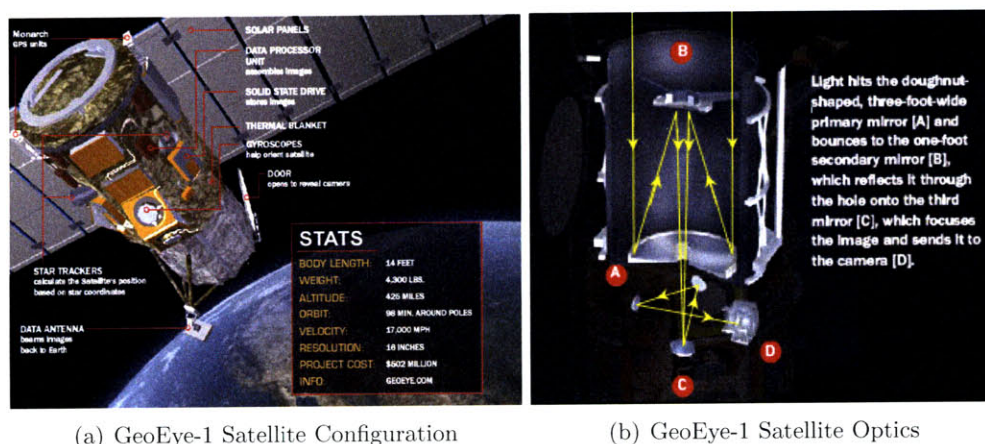 Monarch
GPS units
SOLAR PANELS
DATA PROCESSOR
UNIT
assembles images
SOLID STATE DRIVE
stores images
THERMAL BLANKET
GYROSCOPES
help orient satellite
DOOR
opens to reveal camera
STAR TRACKERS
calculate the Satellite's position
based on star coordinates
DATA ANTENNA
beams images
back to Earth
STATS
BODY LENGTH: 14 FEET
WEIGHT: 4,300 LBS.
ALTITUDE: 425 MILES
ORBIT: 98 MIN. AROUND POLES
VELOCITY: 17,000 MPH
RESOLUTION: 16 INCHES
PROJECT COST: $502 MILLION
INFO: GEOEYE.COM
(a) GeoEye-1 Satellite Configuration
B
A
C
D
Light hits the doughnut-
shaped, three-foot-wide
primary mirror [A] and
bounces to the one-foot
secondary mirror [B],
which reflects it through
the hole onto the third
mirror [C], which focuses
the image and sends it to
the camera [D].
(b) GeoEye-1 Satellite Optics